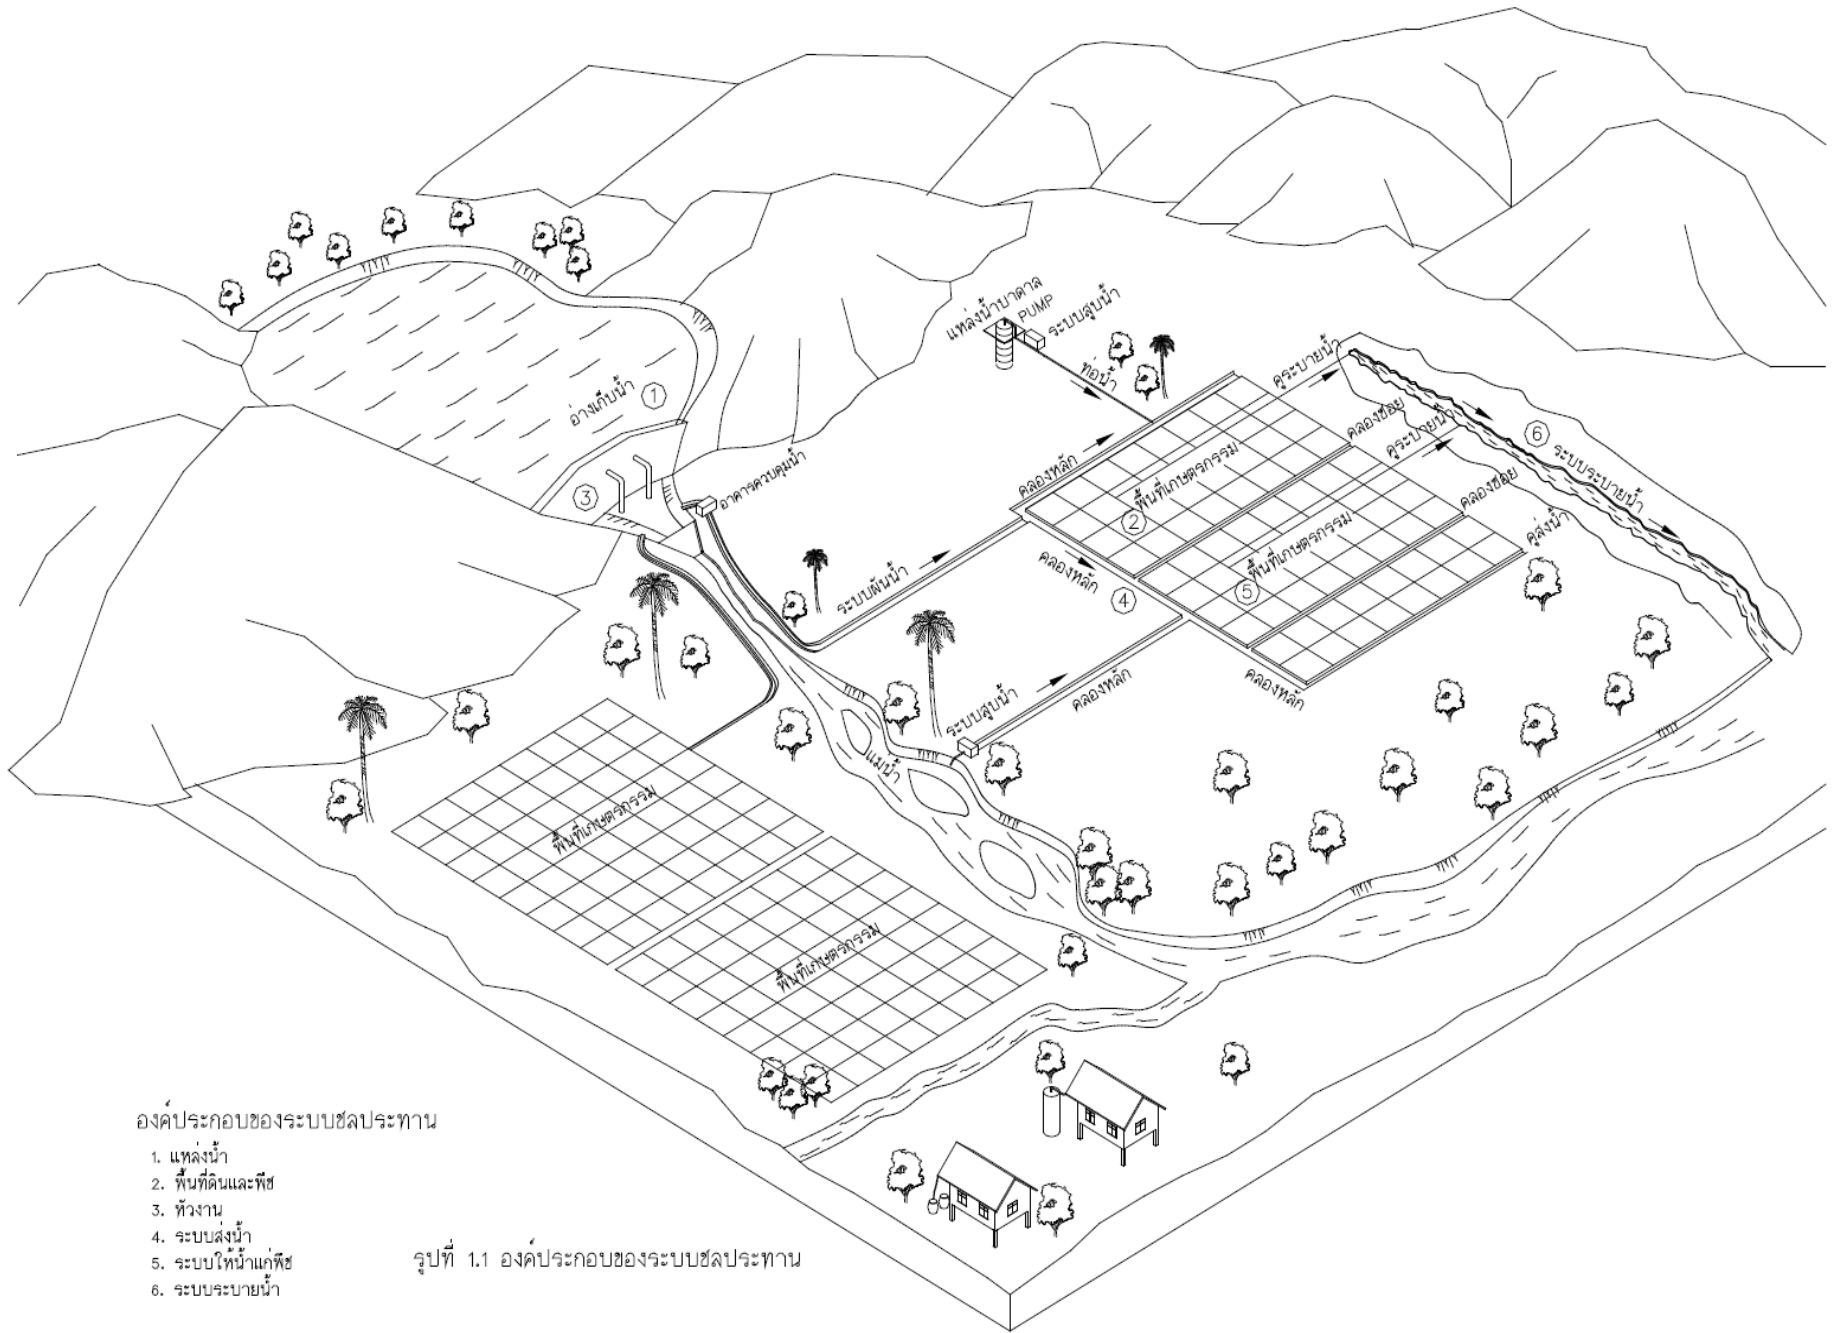 แหล่งน้ำบาดาล
PUMP
ระบบสูบน้ำ
ท่อน้ำ
คูระบายน้ำ
อ่างเก็บน้ำ
1
คลองซอย
คูระบายน้ำ
6
ระบบระบายน้ำ
3
อาคารควบคุมน้ำ
คลองหลัก
พื้นที่เกษตรกรรม
2
คลองซอย
พื้นที่เกษตรกรรม
คูส่งน้ำ
ระบบผันน้ำ
คลองหลัก
4
5
ระบบสูบน้ำ
คลองหลัก
คลองหลัก
แม่น้ำ
พื้นที่เกษตรกรรม
พื้นที่เกษตรกรรม
องค์ประกอบของระบบชลประทาน
1. แหล่งน้ำ
2. พื้นที่ดินและพืช
3. หัวงาน
4. ระบบส่งน้ำ
5. ระบบให้น้ำแก่พืช
6. ระบบระบายน้ำ
รูปที่ 1.1 องค์ประกอบของระบบชลประทาน